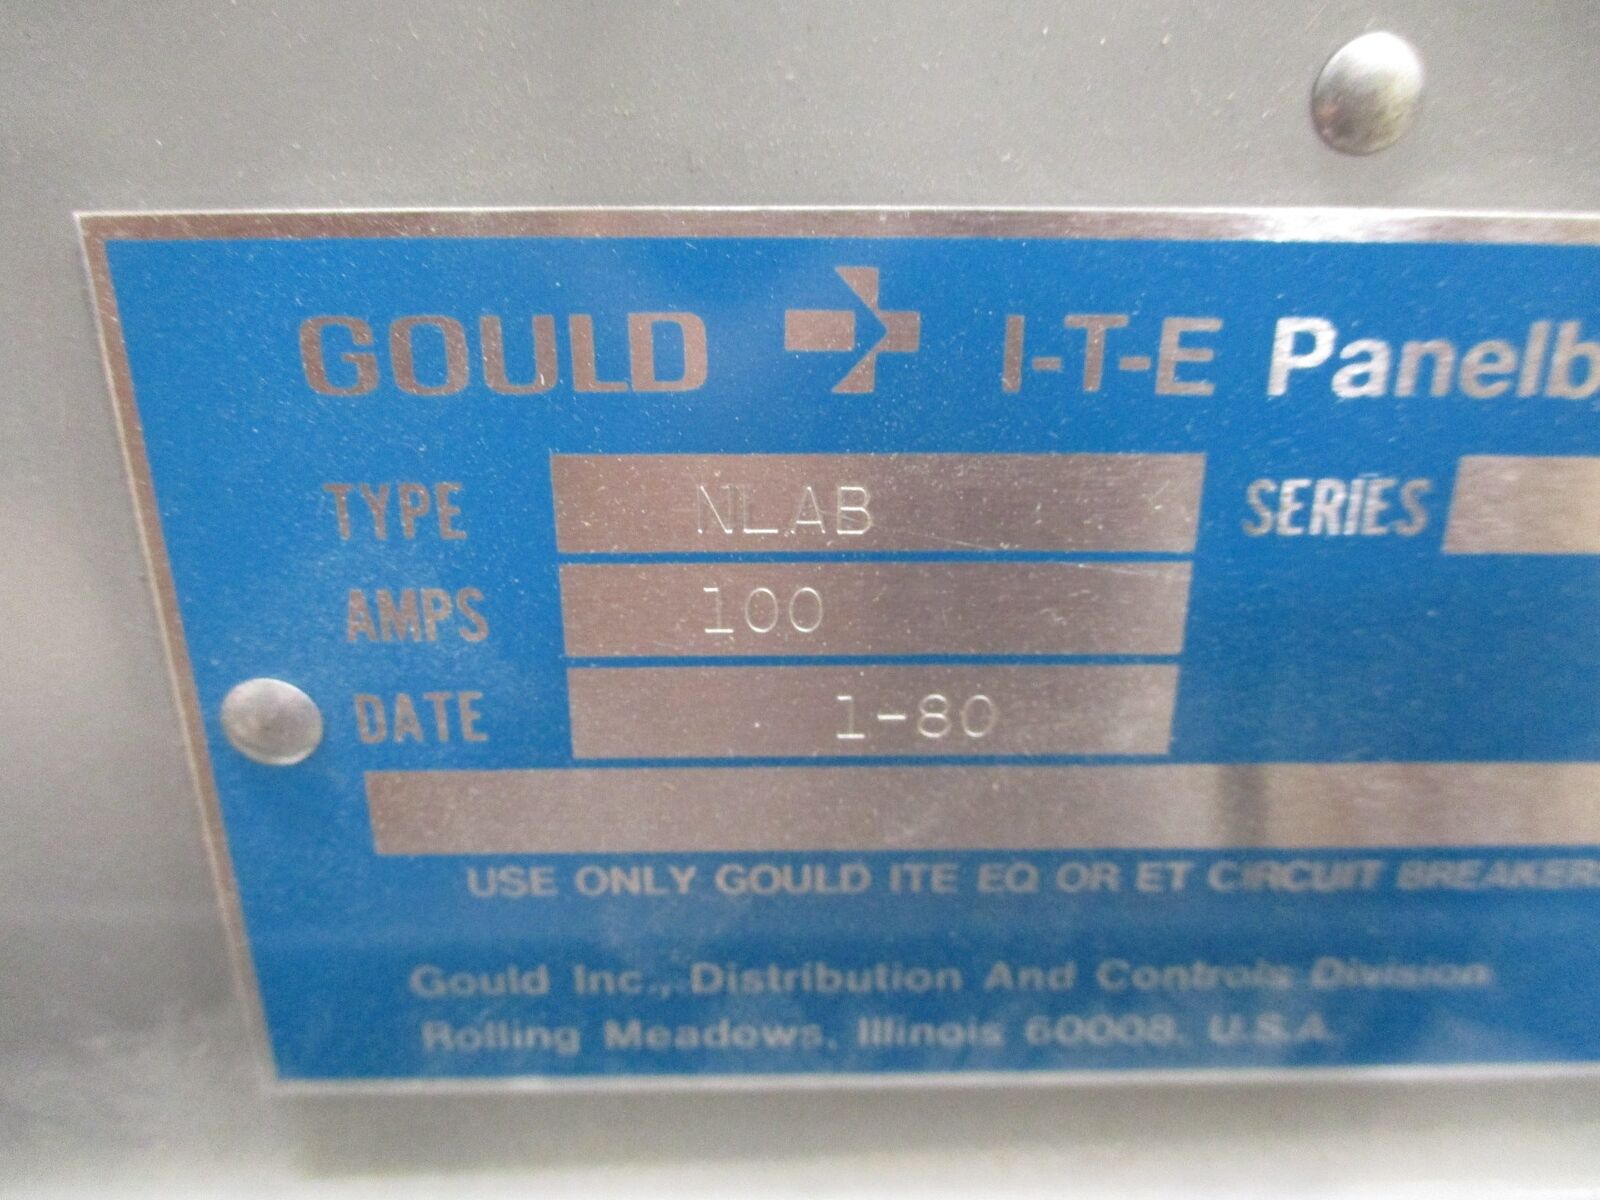 GOULD I-T-E Panelb
TYPE NLAB SERIES
AMPS 100
DATE 1-80
USE ONLY GOULD ITE EQ OR ET CIRCUIT BREAKERS
Gould Inc., Distribution And Controls Division
Rolling Meadows, Illinois 60008, U.S.A.